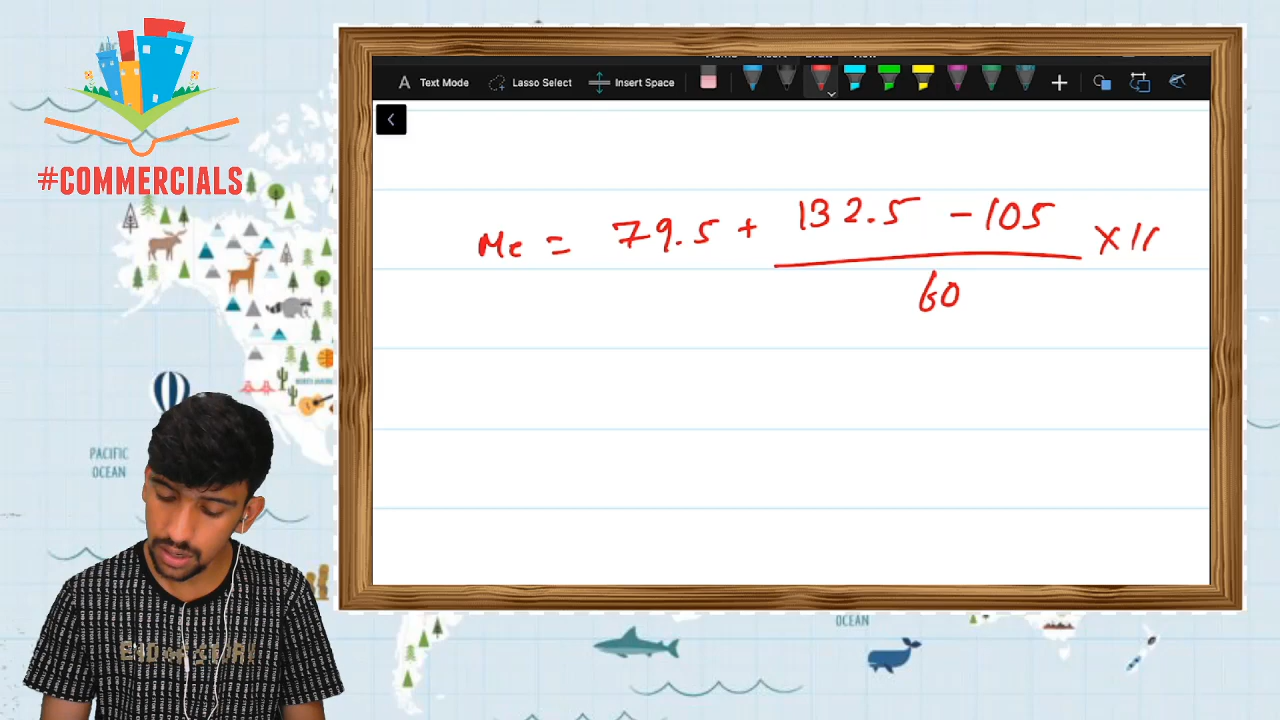 #COMMERCIALS
Text Mode Lasso Select Insert Space
Me = 79.5 + 132.5 - 105 × 11
60
PACIFIC
OCEAN
OCEAN